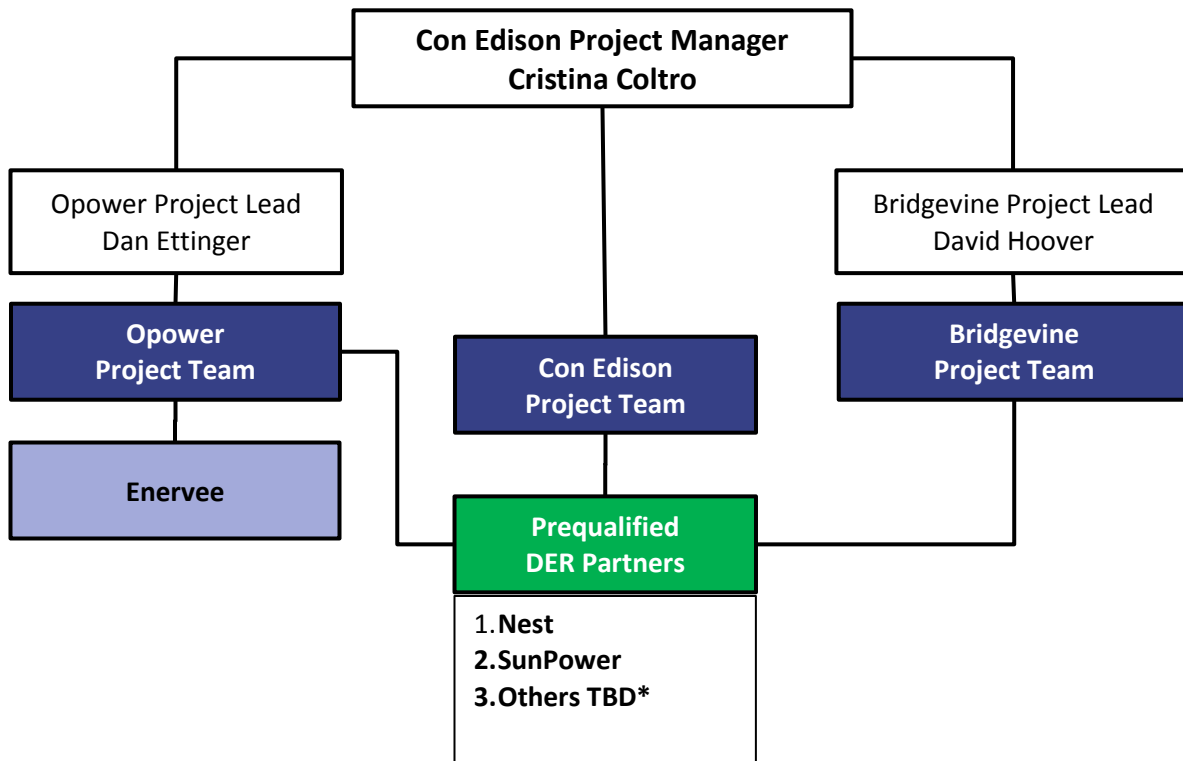 Con Edison Project Manager
Cristina Coltro
Opower Project Lead
Dan Ettinger
Bridgevine Project Lead
David Hoover
Opower
Project Team
Con Edison
Project Team
Bridgevine
Project Team
Enervee
Prequalified
DER Partners
1.Nest
2.SunPower
3.Others TBD*